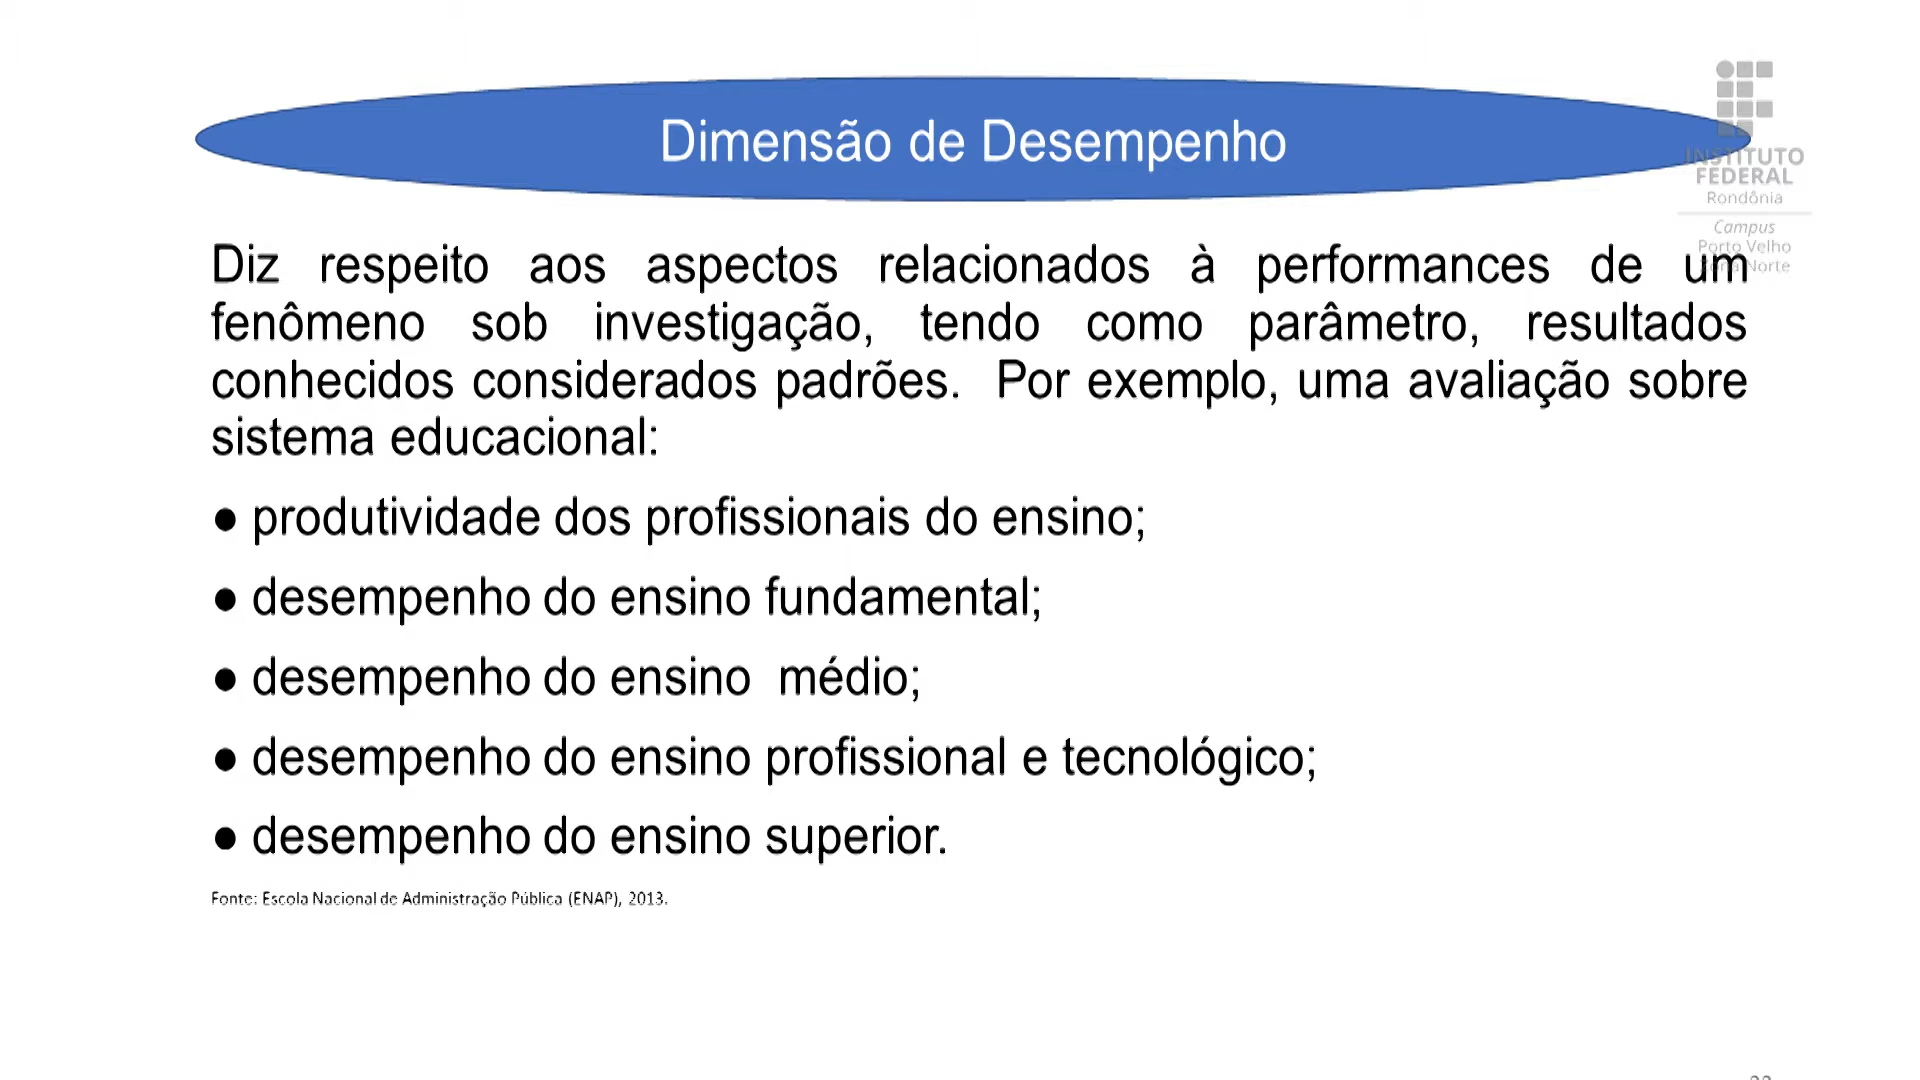 Dimensão de Desempenho
INSTITUTO
FEDERAL
Rondônia
Campus
Porto Velho
Zona Norte
Diz respeito aos aspectos relacionados à performances de um
fenômeno sob investigação, tendo como parâmetro, resultados
conhecidos considerados padrões. Por exemplo, uma avaliação sobre
sistema educacional:
● produtividade dos profissionais do ensino;
● desempenho do ensino fundamental;
● desempenho do ensino médio;
● desempenho do ensino profissional e tecnológico;
● desempenho do ensino superior.
Fonte: Escola Nacional de Administração Pública (ENAP), 2013.